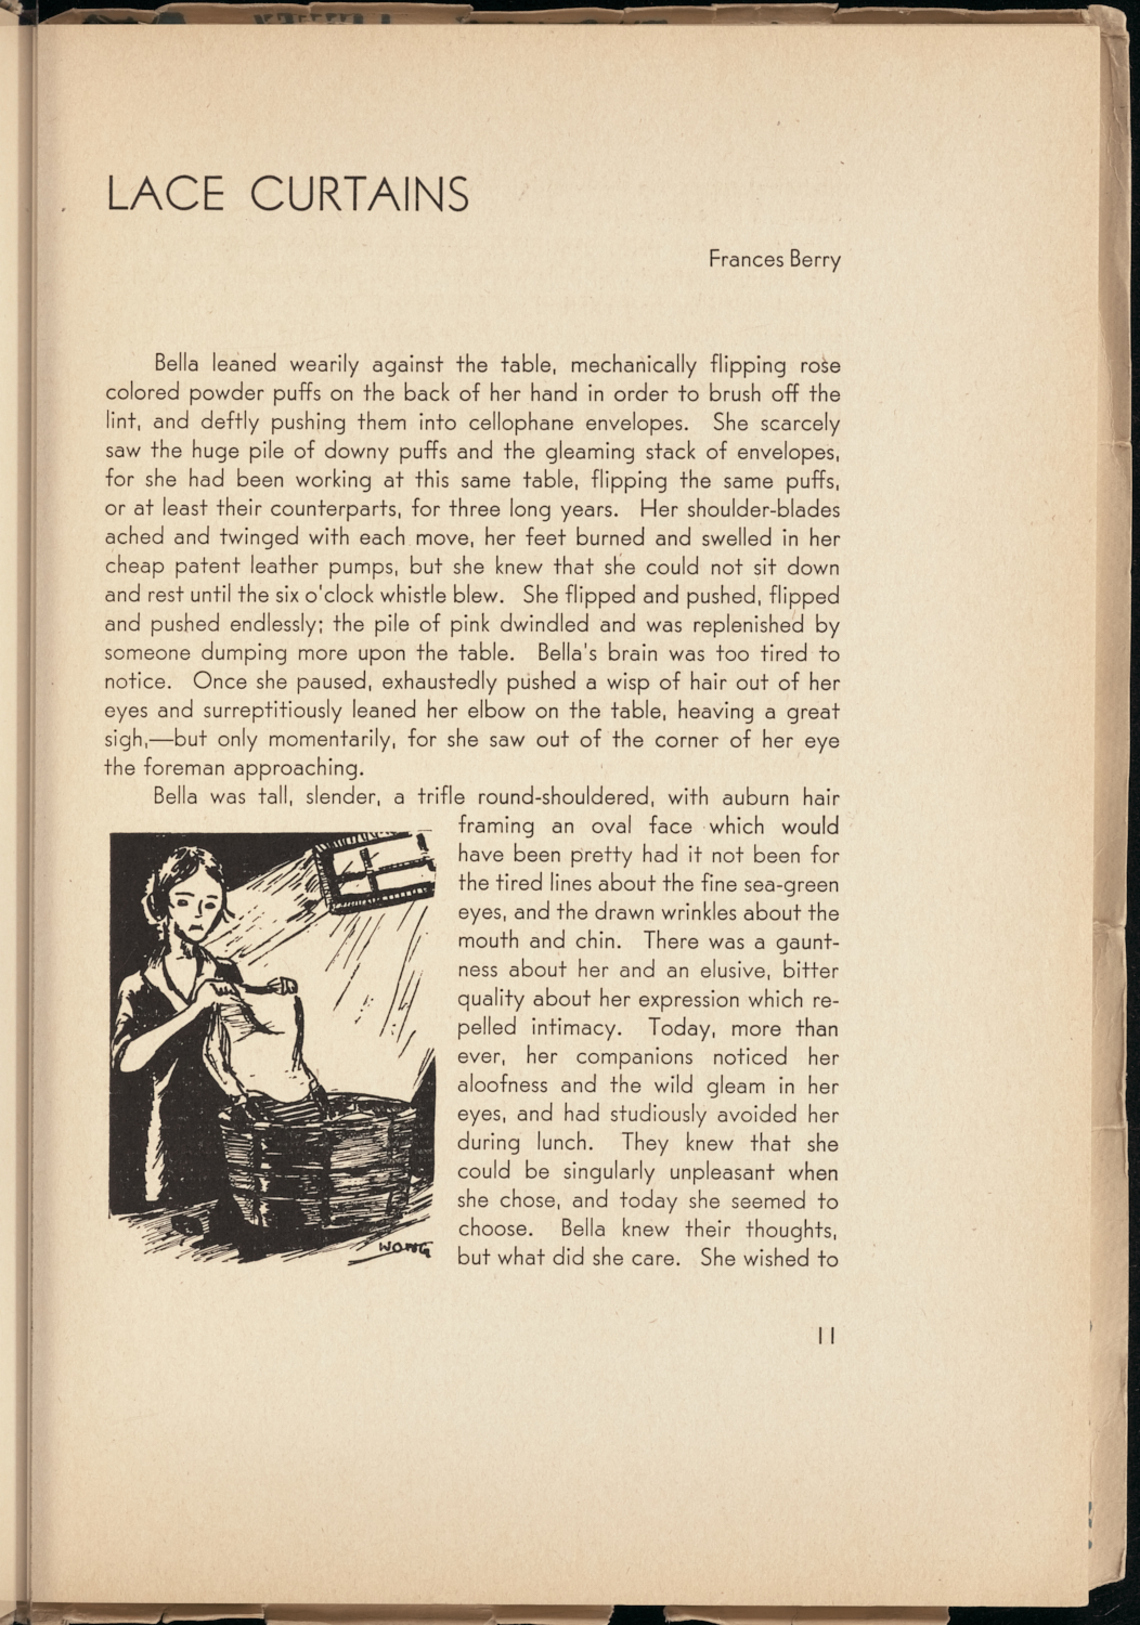 LACE CURTAINS
Frances Berry
Bella leaned wearily against the table, mechanically flipping rose
colored powder puffs on the back of her hand in order to brush off the
lint, and deftly pushing them into cellophane envelopes. She scarcely
saw the huge pile of downy puffs and the gleaming stack of envelopes,
for she had been working at this same table, flipping the same puffs,
or at least their counterparts, for three long years. Her shoulder-blades
ached and twinged with each move, her feet burned and swelled in her
cheap patent leather pumps, but she knew that she could not sit down
and rest until the six o'clock whistle blew. She flipped and pushed, flipped
and pushed endlessly; the pile of pink dwindled and was replenished by
someone dumping more upon the table. Bella's brain was too tired to
notice. Once she paused, exhaustedly pushed a wisp of hair out of her
eyes and surreptitiously leaned her elbow on the table, heaving a great
sigh,—but only momentarily, for she saw out of the corner of her eye
the foreman approaching.
Bella was tall, slender, a trifle round-shouldered, with auburn hair
framing an oval face which would
have been pretty had it not been for
the tired lines about the fine sea-green
eyes, and the drawn wrinkles about the
mouth and chin. There was a gaunt-
ness about her and an elusive, bitter
quality about her expression which re-
pelled intimacy. Today, more than
ever, her companions noticed her
aloofness and the wild gleam in her
eyes, and had studiously avoided her
during lunch. They knew that she
could be singularly unpleasant when
she chose, and today she seemed to
choose. Bella knew their thoughts,
but what did she care. She wished to
WONG
11